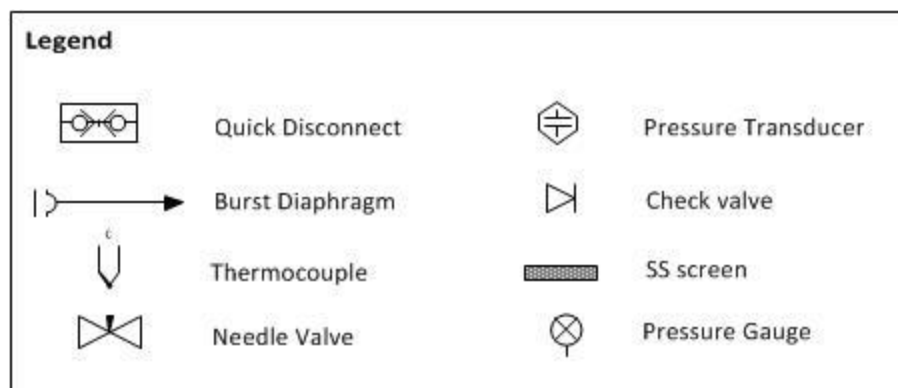 Legend
Quick Disconnect
Pressure Transducer
Burst Diaphragm
Check valve
Thermocouple
SS screen
Needle Valve
Pressure Gauge